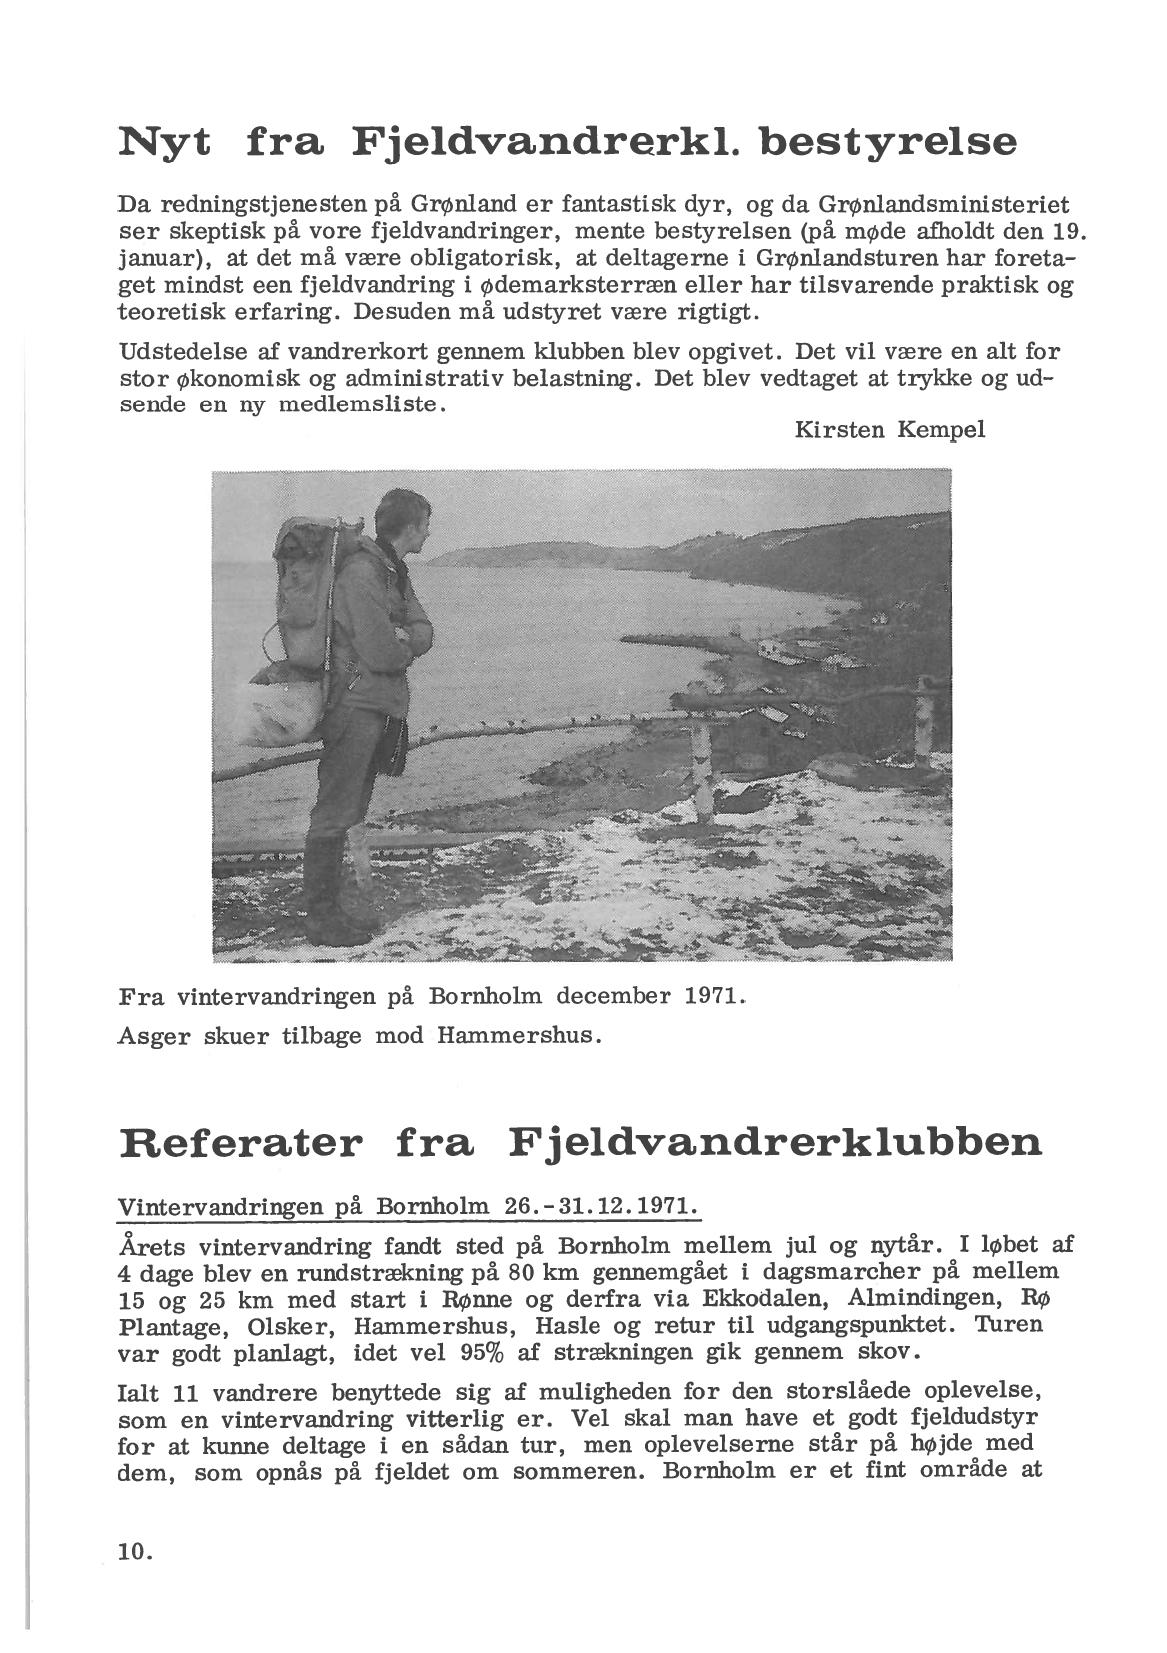 Nyt fra Fjeldvandrerkl. bestyrelse
Da redningstjenesten på Grønland er fantastisk dyr, og da Grønlandsministeriet
ser skeptisk på vore fjeldvandringer, mente bestyrelsen (på møde afholdt den 19.
januar), at det må være obligatorisk, at deltagerne i Grønlandsturen har foreta-
get mindst een fjeldvandring i ødemarksterræn eller har tilsvarende praktisk og
teoretisk erfaring. Desuden må udstyret være rigtigt.
Udstedelse af vandrerkort gennem klubben blev opgivet. Det vil være en alt for
stor økonomisk og administrativ belastning. Det blev vedtaget at trykke og ud-
sende en ny medlemsliste.
Kirsten Kempel
Fra vintervandringen på Bornholm december 1971.
Asger skuer tilbage mod Hammershus.
Referater fra Fjeldvandrerklubben
Vintervandringen på Bornholm 26.-31.12.1971.
Årets vintervandring fandt sted på Bornholm mellem jul og nytår. I løbet af
4 dage blev en rundstrækning på 80 km gennemgået i dagsmarcher på mellem
15 og 25 km med start i Rønne og derfra via Ekkodalen, Almindingen, Rø
Plantage, Olsker, Hammershus, Hasle og retur til udgangspunktet. Turen
var godt planlagt, idet vel 95% af strækningen gik gennem skov.
Ialt 11 vandrere benyttede sig af muligheden for den storslåede oplevelse,
som en vintervandring vitterlig er. Vel skal man have et godt fjeldudstyr
for at kunne deltage i en sådan tur, men oplevelserne står på højde med
dem, som opnås på fjeldet om sommeren. Bornholm er et fint område at
10.